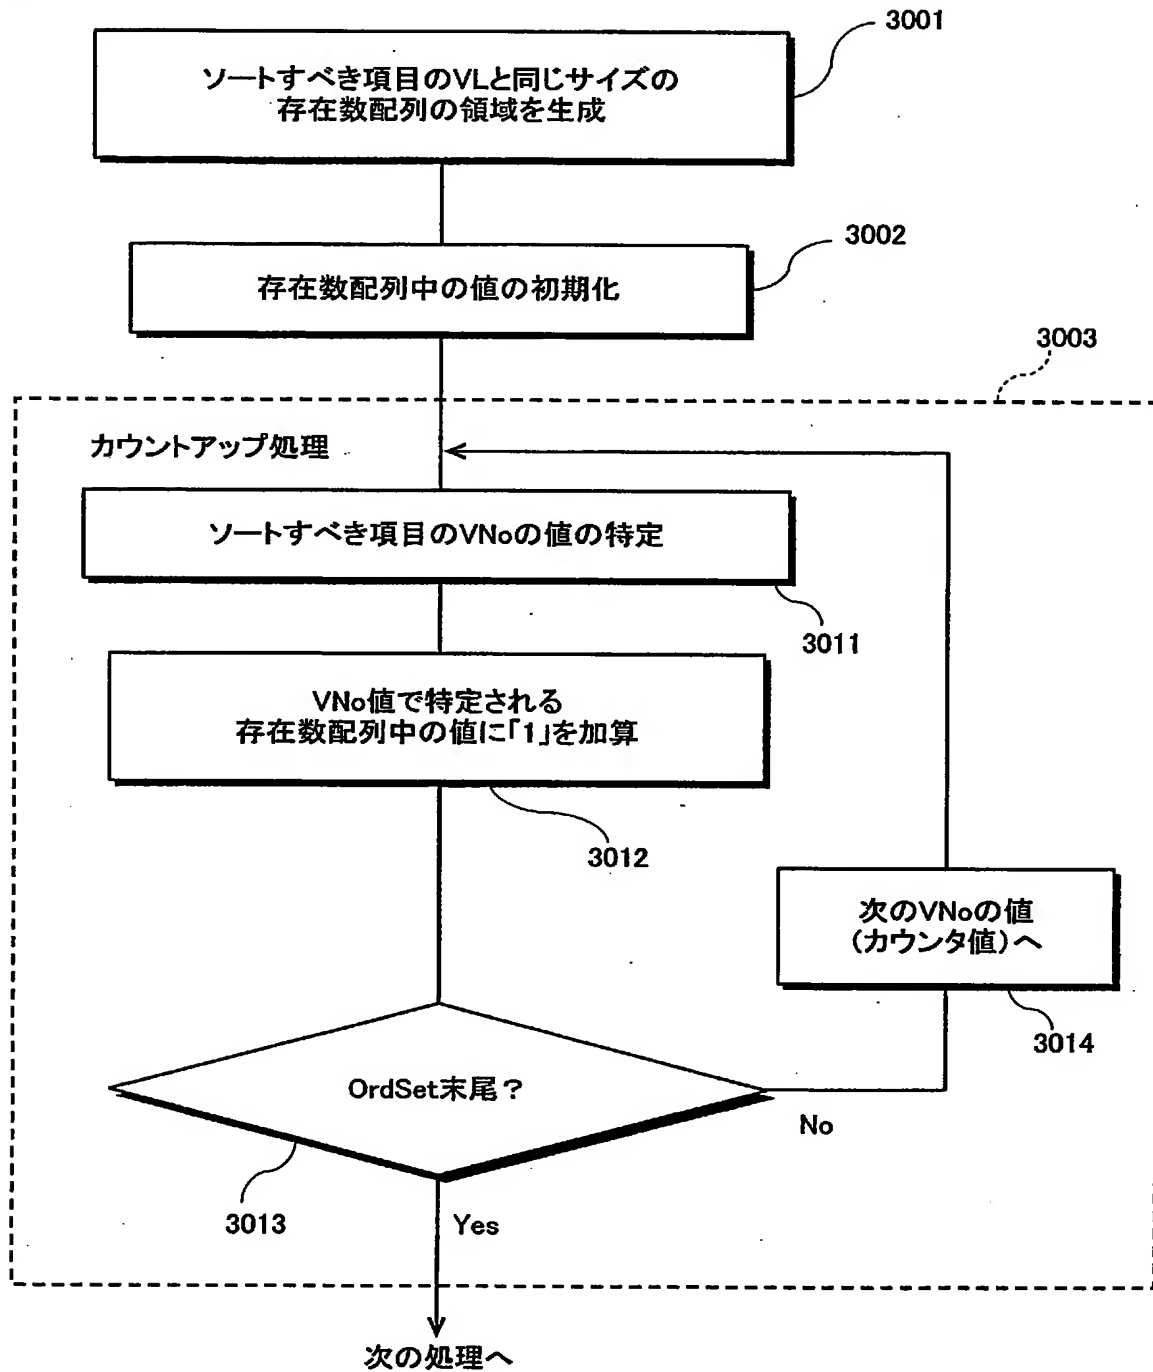 3001
ソートすべき項目のVLと同じサイズの
存在数配列の領域を生成
3002
存在数配列中の値の初期化
3003
カウントアップ処理
ソートすべき項目のVNoの値の特定
3011
VNo値で特定される
存在数配列中の値に「1」を加算
3012
次のVNoの値
(カウンタ値)へ
3014
OrdSet末尾?
No
3013
Yes
次の処理へ